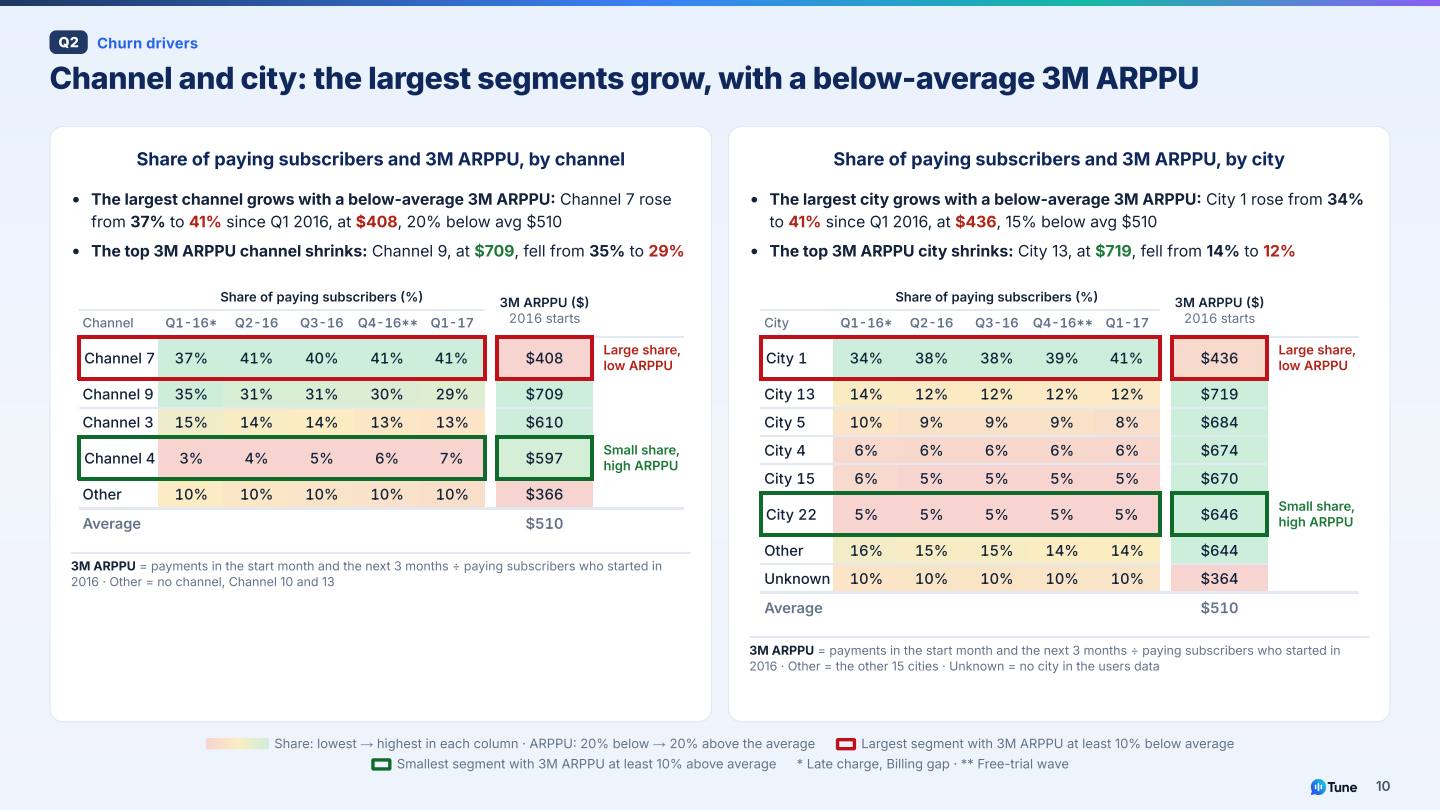 Q2 Churn drivers
Channel and city: the largest segments grow, with a below-average 3M ARPPU
Share of paying subscribers and 3M ARPPU, by channel
• The largest channel grows with a below-average 3M ARPPU: Channel 7 rose
from 37% to 41% since Q1 2016, at $408, 20% below avg $510
• The top 3M ARPPU channel shrinks: Channel 9, at $709, fell from 35% to 29%
Share of paying subscribers (%)
3M ARPPU ($)
2016 starts
Channel Q1-16* Q2-16 Q3-16 Q4-16** Q1-17
Channel 7 37% 41% 40% 41% 41% $408 Large share,
low ARPPU
Channel 9 35% 31% 31% 30% 29% $709
Channel 3 15% 14% 14% 13% 13% $610
Channel 4 3% 4% 5% 6% 7% $597 Small share,
high ARPPU
Other 10% 10% 10% 10% 10% $366
Average $510
3M ARPPU = payments in the start month and the next 3 months ÷ paying subscribers who started in
2016 · Other = no channel, Channel 10 and 13
Share of paying subscribers and 3M ARPPU, by city
• The largest city grows with a below-average 3M ARPPU: City 1 rose from 34%
to 41% since Q1 2016, at $436, 15% below avg $510
• The top 3M ARPPU city shrinks: City 13, at $719, fell from 14% to 12%
Share of paying subscribers (%)
3M ARPPU ($)
2016 starts
City Q1-16* Q2-16 Q3-16 Q4-16** Q1-17
City 1 34% 38% 38% 39% 41% $436 Large share,
low ARPPU
City 13 14% 12% 12% 12% 12% $719
City 5 10% 9% 9% 9% 8% $684
City 4 6% 6% 6% 6% 6% $674
City 15 6% 5% 5% 5% 5% $670
City 22 5% 5% 5% 5% 5% $646 Small share,
high ARPPU
Other 16% 15% 15% 14% 14% $644
Unknown 10% 10% 10% 10% 10% $364
Average $510
3M ARPPU = payments in the start month and the next 3 months ÷ paying subscribers who started in
2016 · Other = the other 15 cities · Unknown = no city in the users data
Share: lowest → highest in each column · ARPPU: 20% below → 20% above the average Largest segment with 3M ARPPU at least 10% below average
Smallest segment with 3M ARPPU at least 10% above average * Late charge, Billing gap · ** Free-trial wave
Tune 10